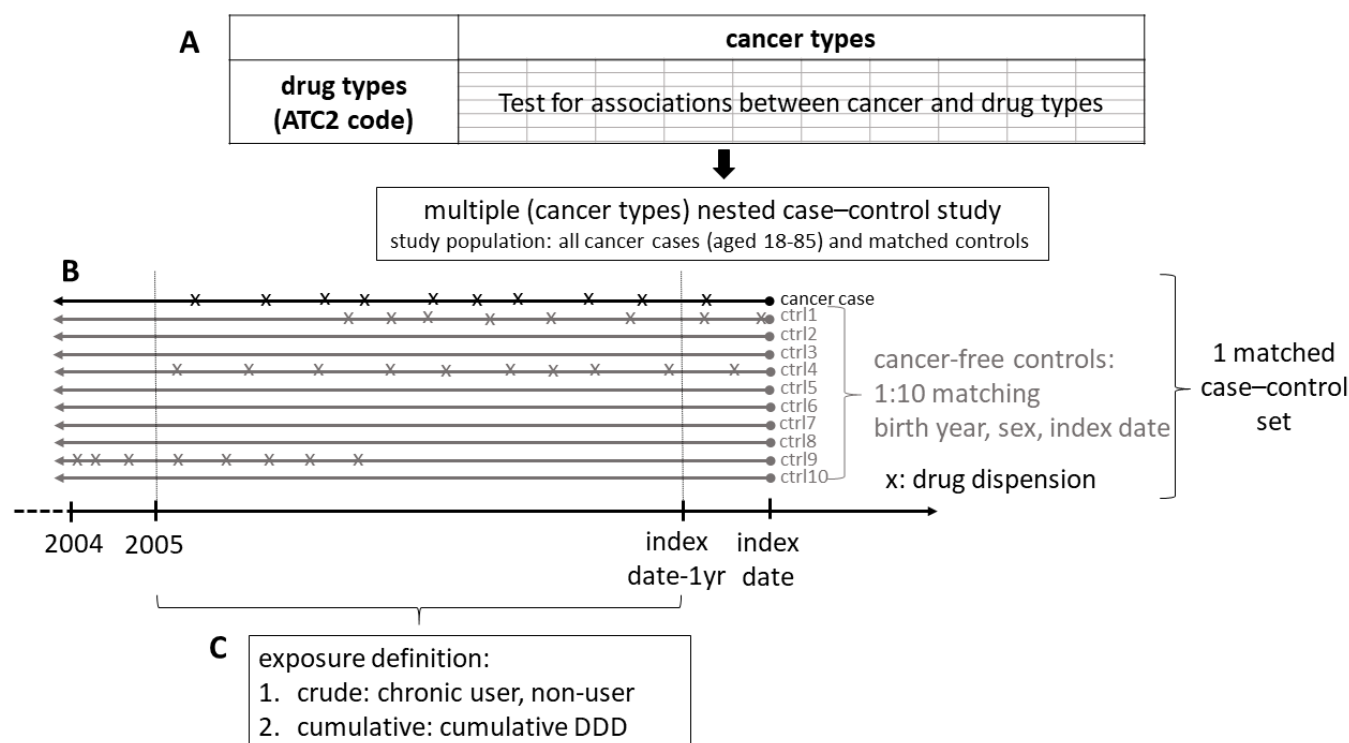 A
cancer types
drug types
(ATC2 code)
Test for associations between cancer and drug types
multiple (cancer types) nested case–control study
study population: all cancer cases (aged 18-85) and matched controls
B
x x x x x x x x x x cancer case
x x x x x x x x ctrl1
ctrl2
ctrl3
x x x x x x x x x x ctrl4
ctrl5
ctrl6
ctrl7
ctrl8
x x x x x x x x ctrl9
ctrl10
cancer-free controls:
1:10 matching
birth year, sex, index date
x: drug dispension
1 matched
case–control
set
2004 2005
index
date-1yr
index
date
C
exposure definition:
1. crude: chronic user, non-user
2. cumulative: cumulative DDD